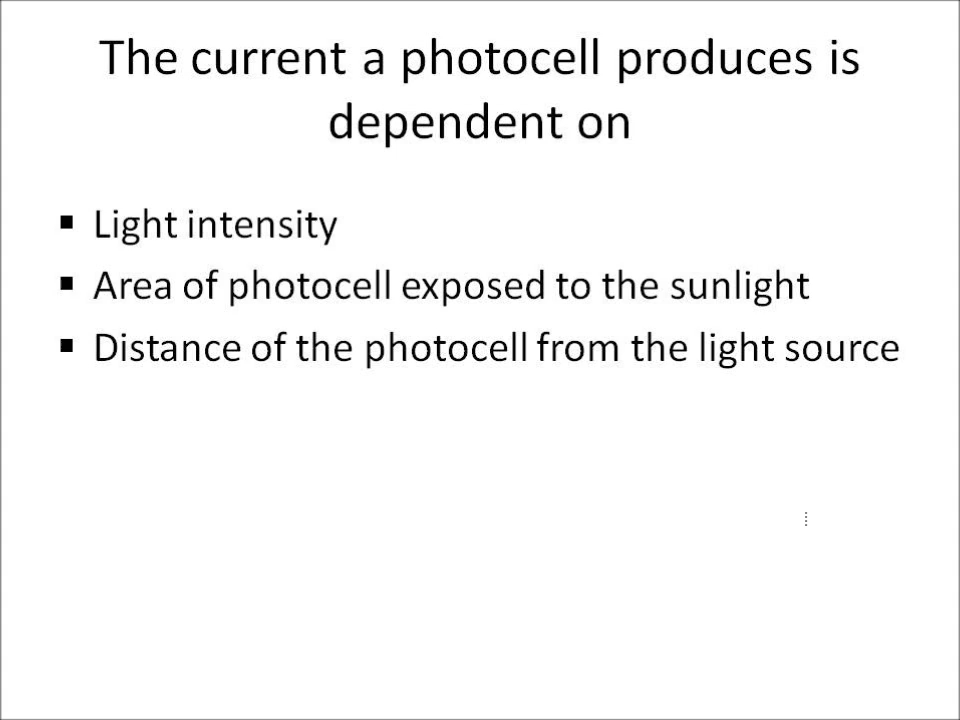 The current a photocell produces is
dependent on
▪ Light intensity
▪ Area of photocell exposed to the sunlight
▪ Distance of the photocell from the light source